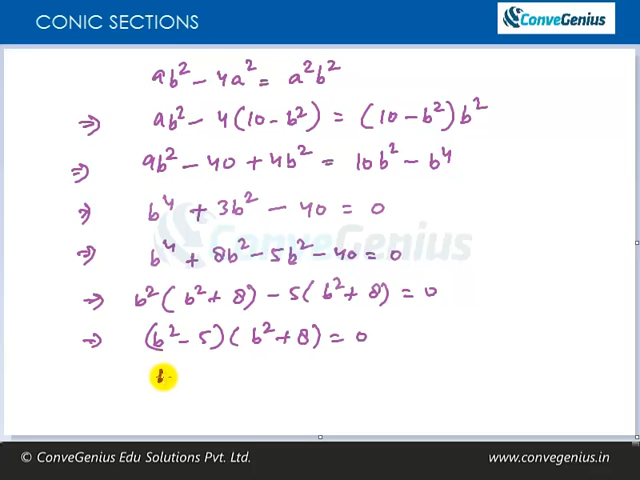 CONIC SECTIONS
ConveGenius
9b² - 4a² = a²b²
⇒ 9b² - 4(10 - b²) = (10 - b²)b²
⇒ 9b² - 40 + 4b² = 10b² - b⁴
⇒ b⁴ + 3b² - 40 = 0
⇒ b⁴ + 8b² - 5b² - 40 = 0
⇒ b²(b² + 8) - 5(b² + 8) = 0
⇒ (b² - 5)(b² + 8) = 0
ConveGenius
© ConveGenius Edu Solutions Pvt. Ltd. www.convegenius.in